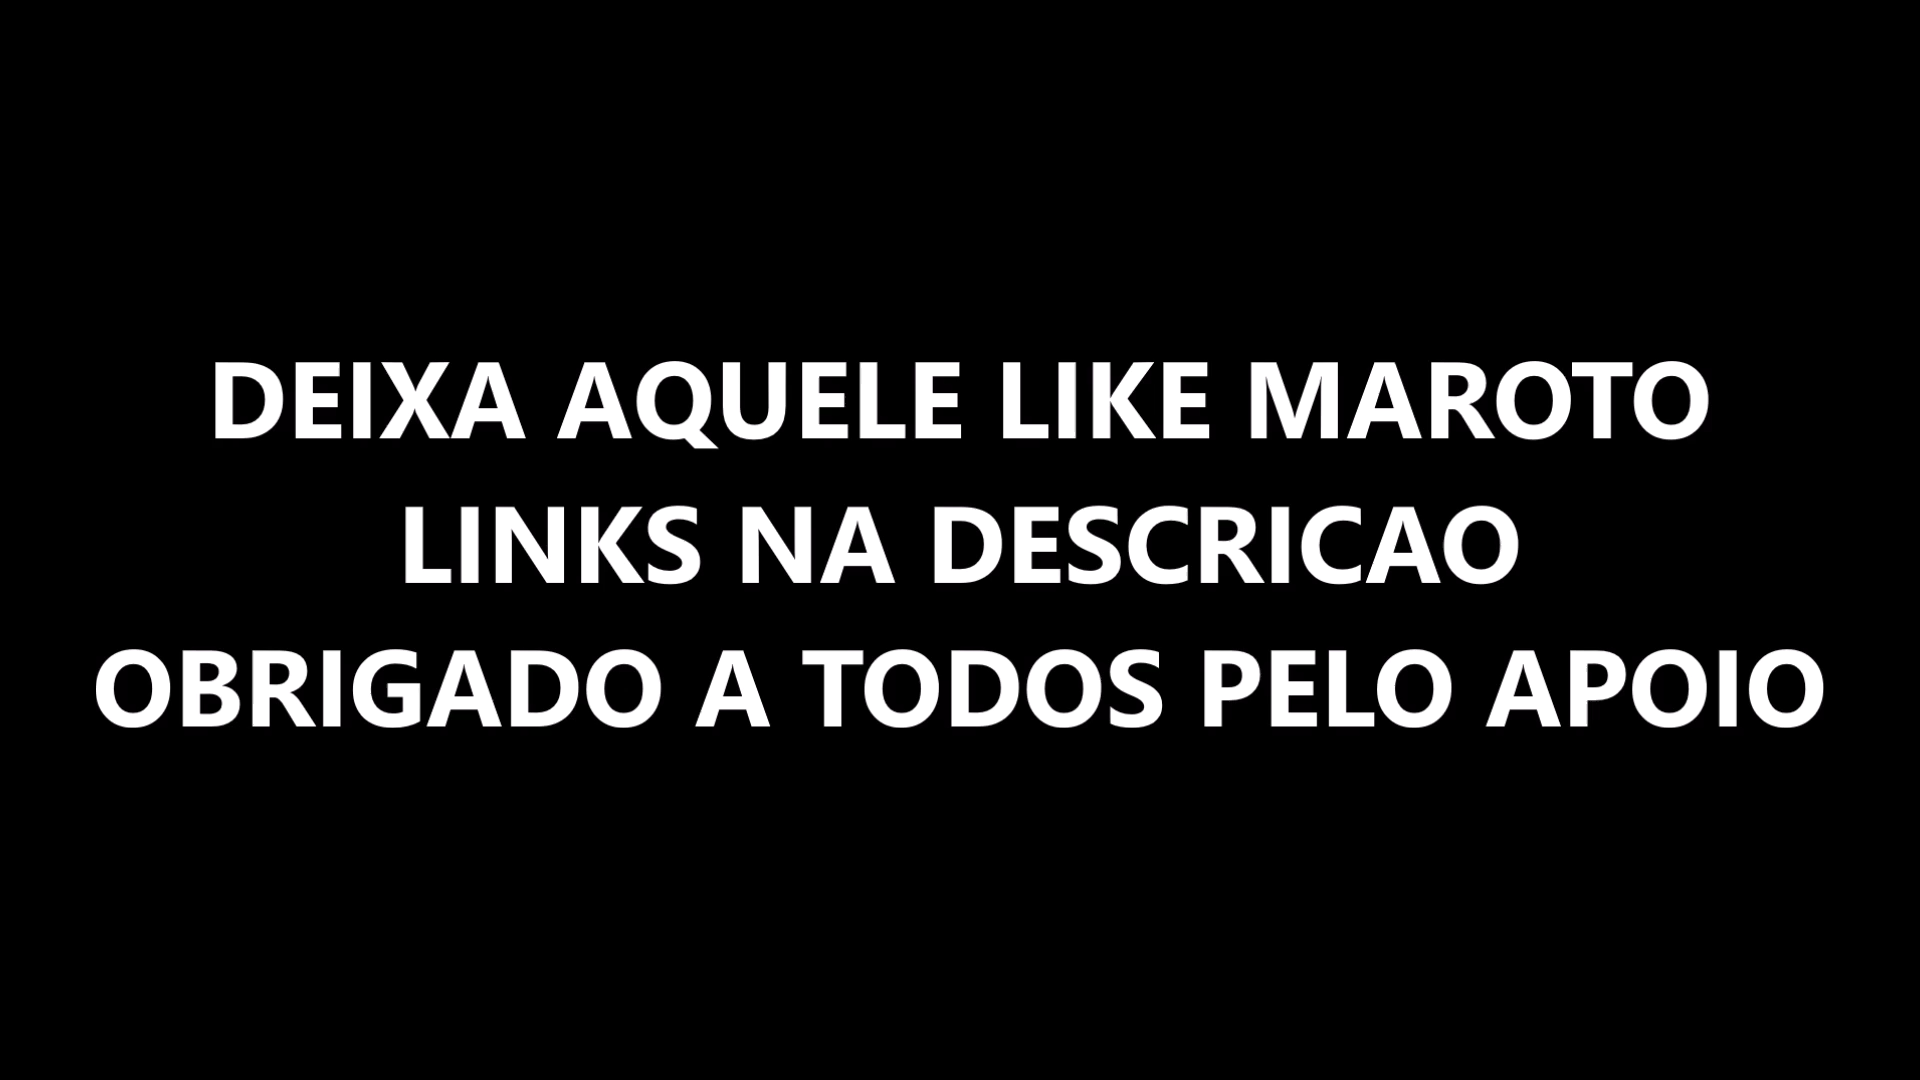 DEIXA AQUELE LIKE MAROTO
LINKS NA DESCRICAO
OBRIGADO A TODOS PELO APOIO